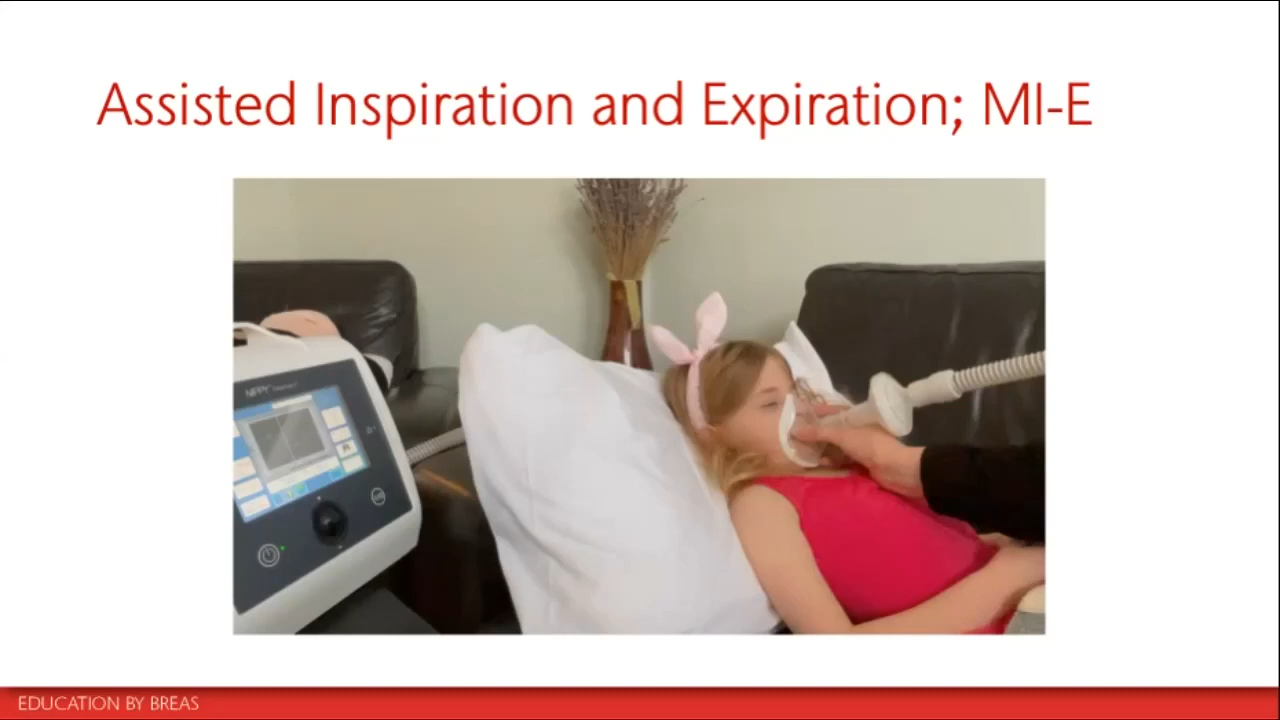 Assisted Inspiration and Expiration; MI-E
NIPPY
EDUCATION BY BREAS